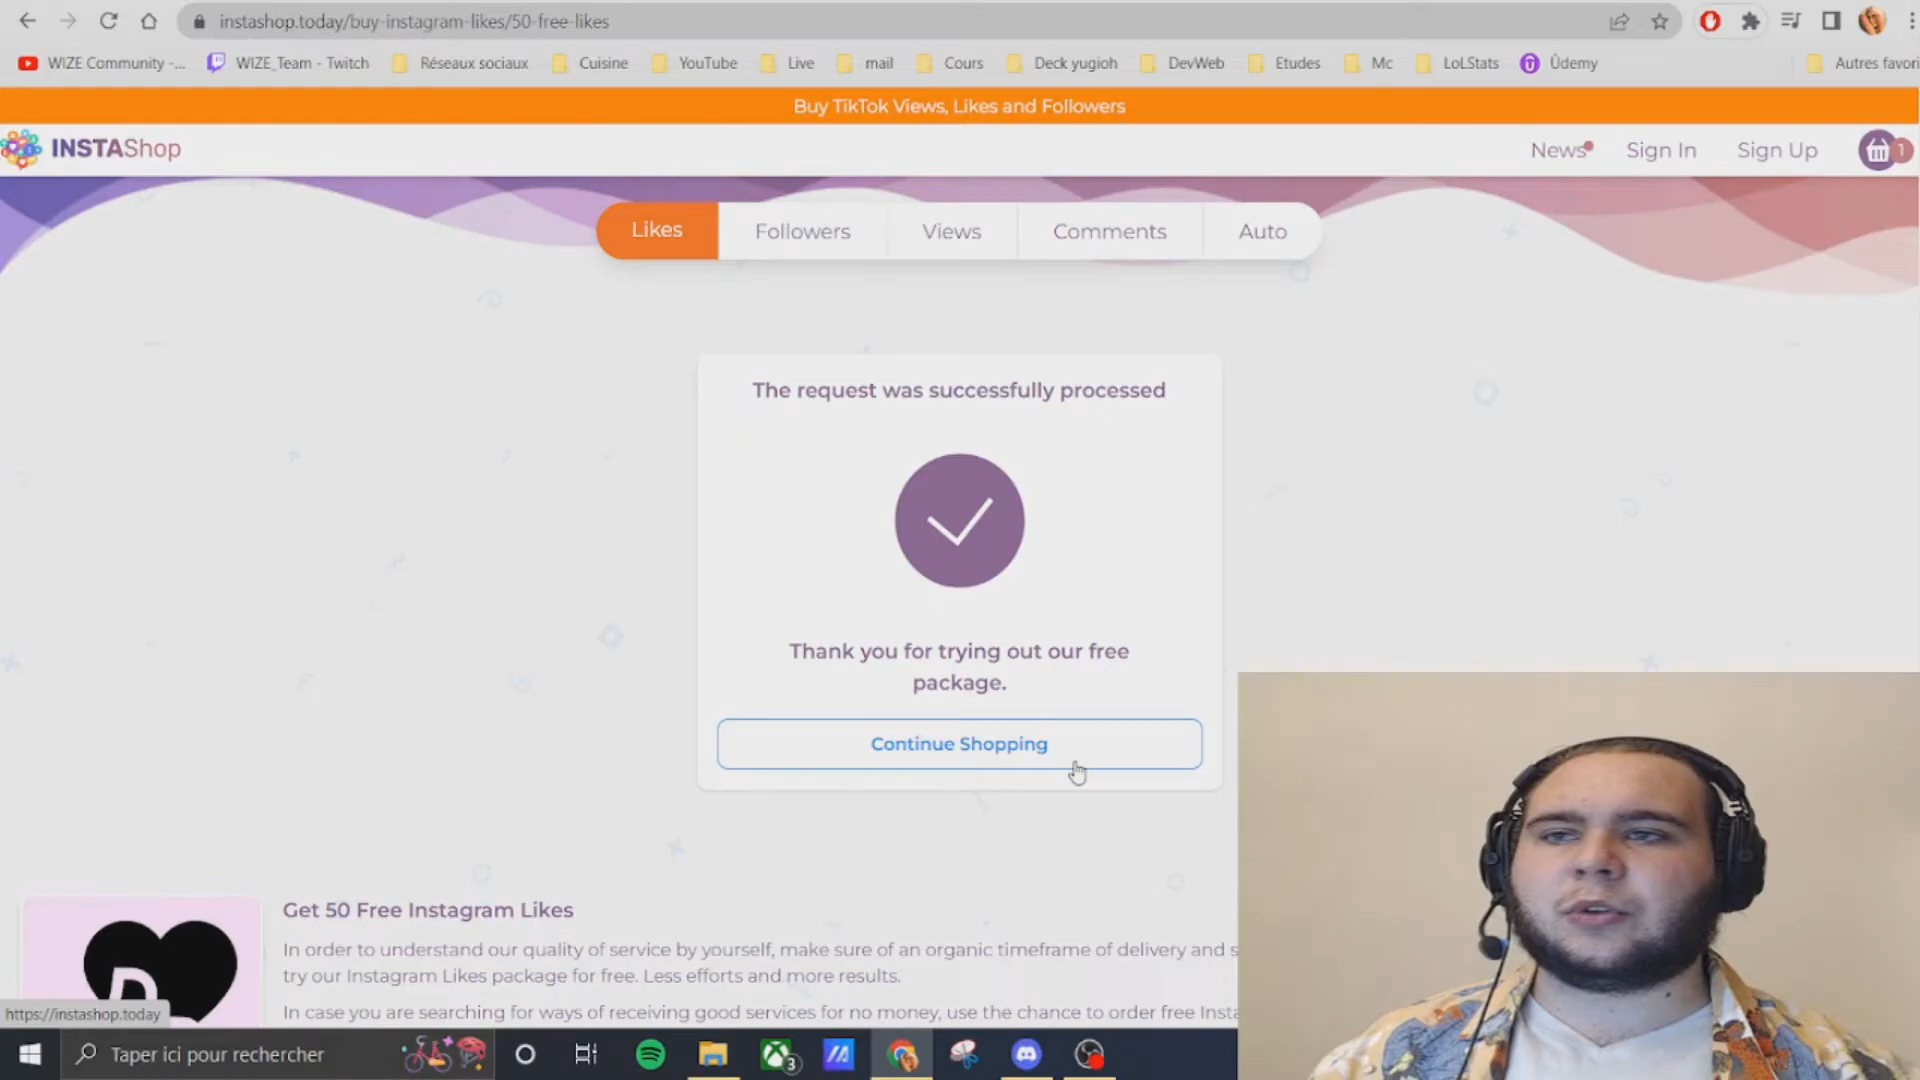 instashop.today/buy-instagram-likes/50-free-likes
WIZE Community -...
WIZE_Team - Twitch
Réseaux sociaux
Cuisine
YouTube
Live
mail
Cours
Deck yugioh
DevWeb
Etudes
Mc
LoLStats
Ûdemy
Autres favori
Buy TikTok Views, Likes and Followers
INSTAShop
News
Sign In
Sign Up
1
Likes
Followers
Views
Comments
Auto
The request was successfully processed
Thank you for trying out our free
package.
Continue Shopping
Get 50 Free Instagram Likes
In order to understand our quality of service by yourself, make sure of an organic timeframe of delivery and s
try our Instagram Likes package for free. Less efforts and more results.
In case you are searching for ways of receiving good services for no money, use the chance to order free Insta
https://instashop.today
Taper ici pour rechercher
3